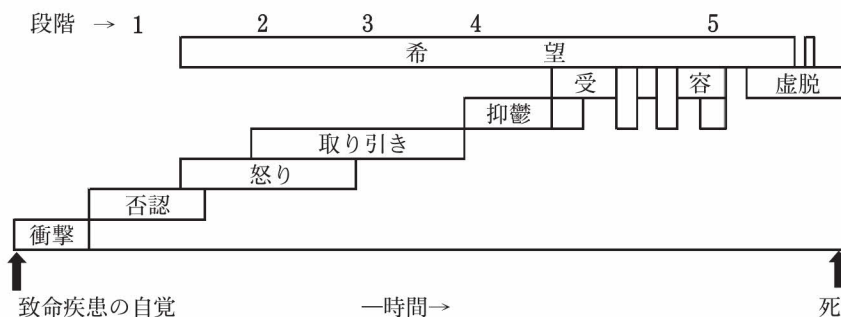 段階 → 1 2 3 4 5
希望
受容 虚脱
抑鬱
取り引き
怒り
否認
衝撃
致命疾患の自覚 —時間→ 死